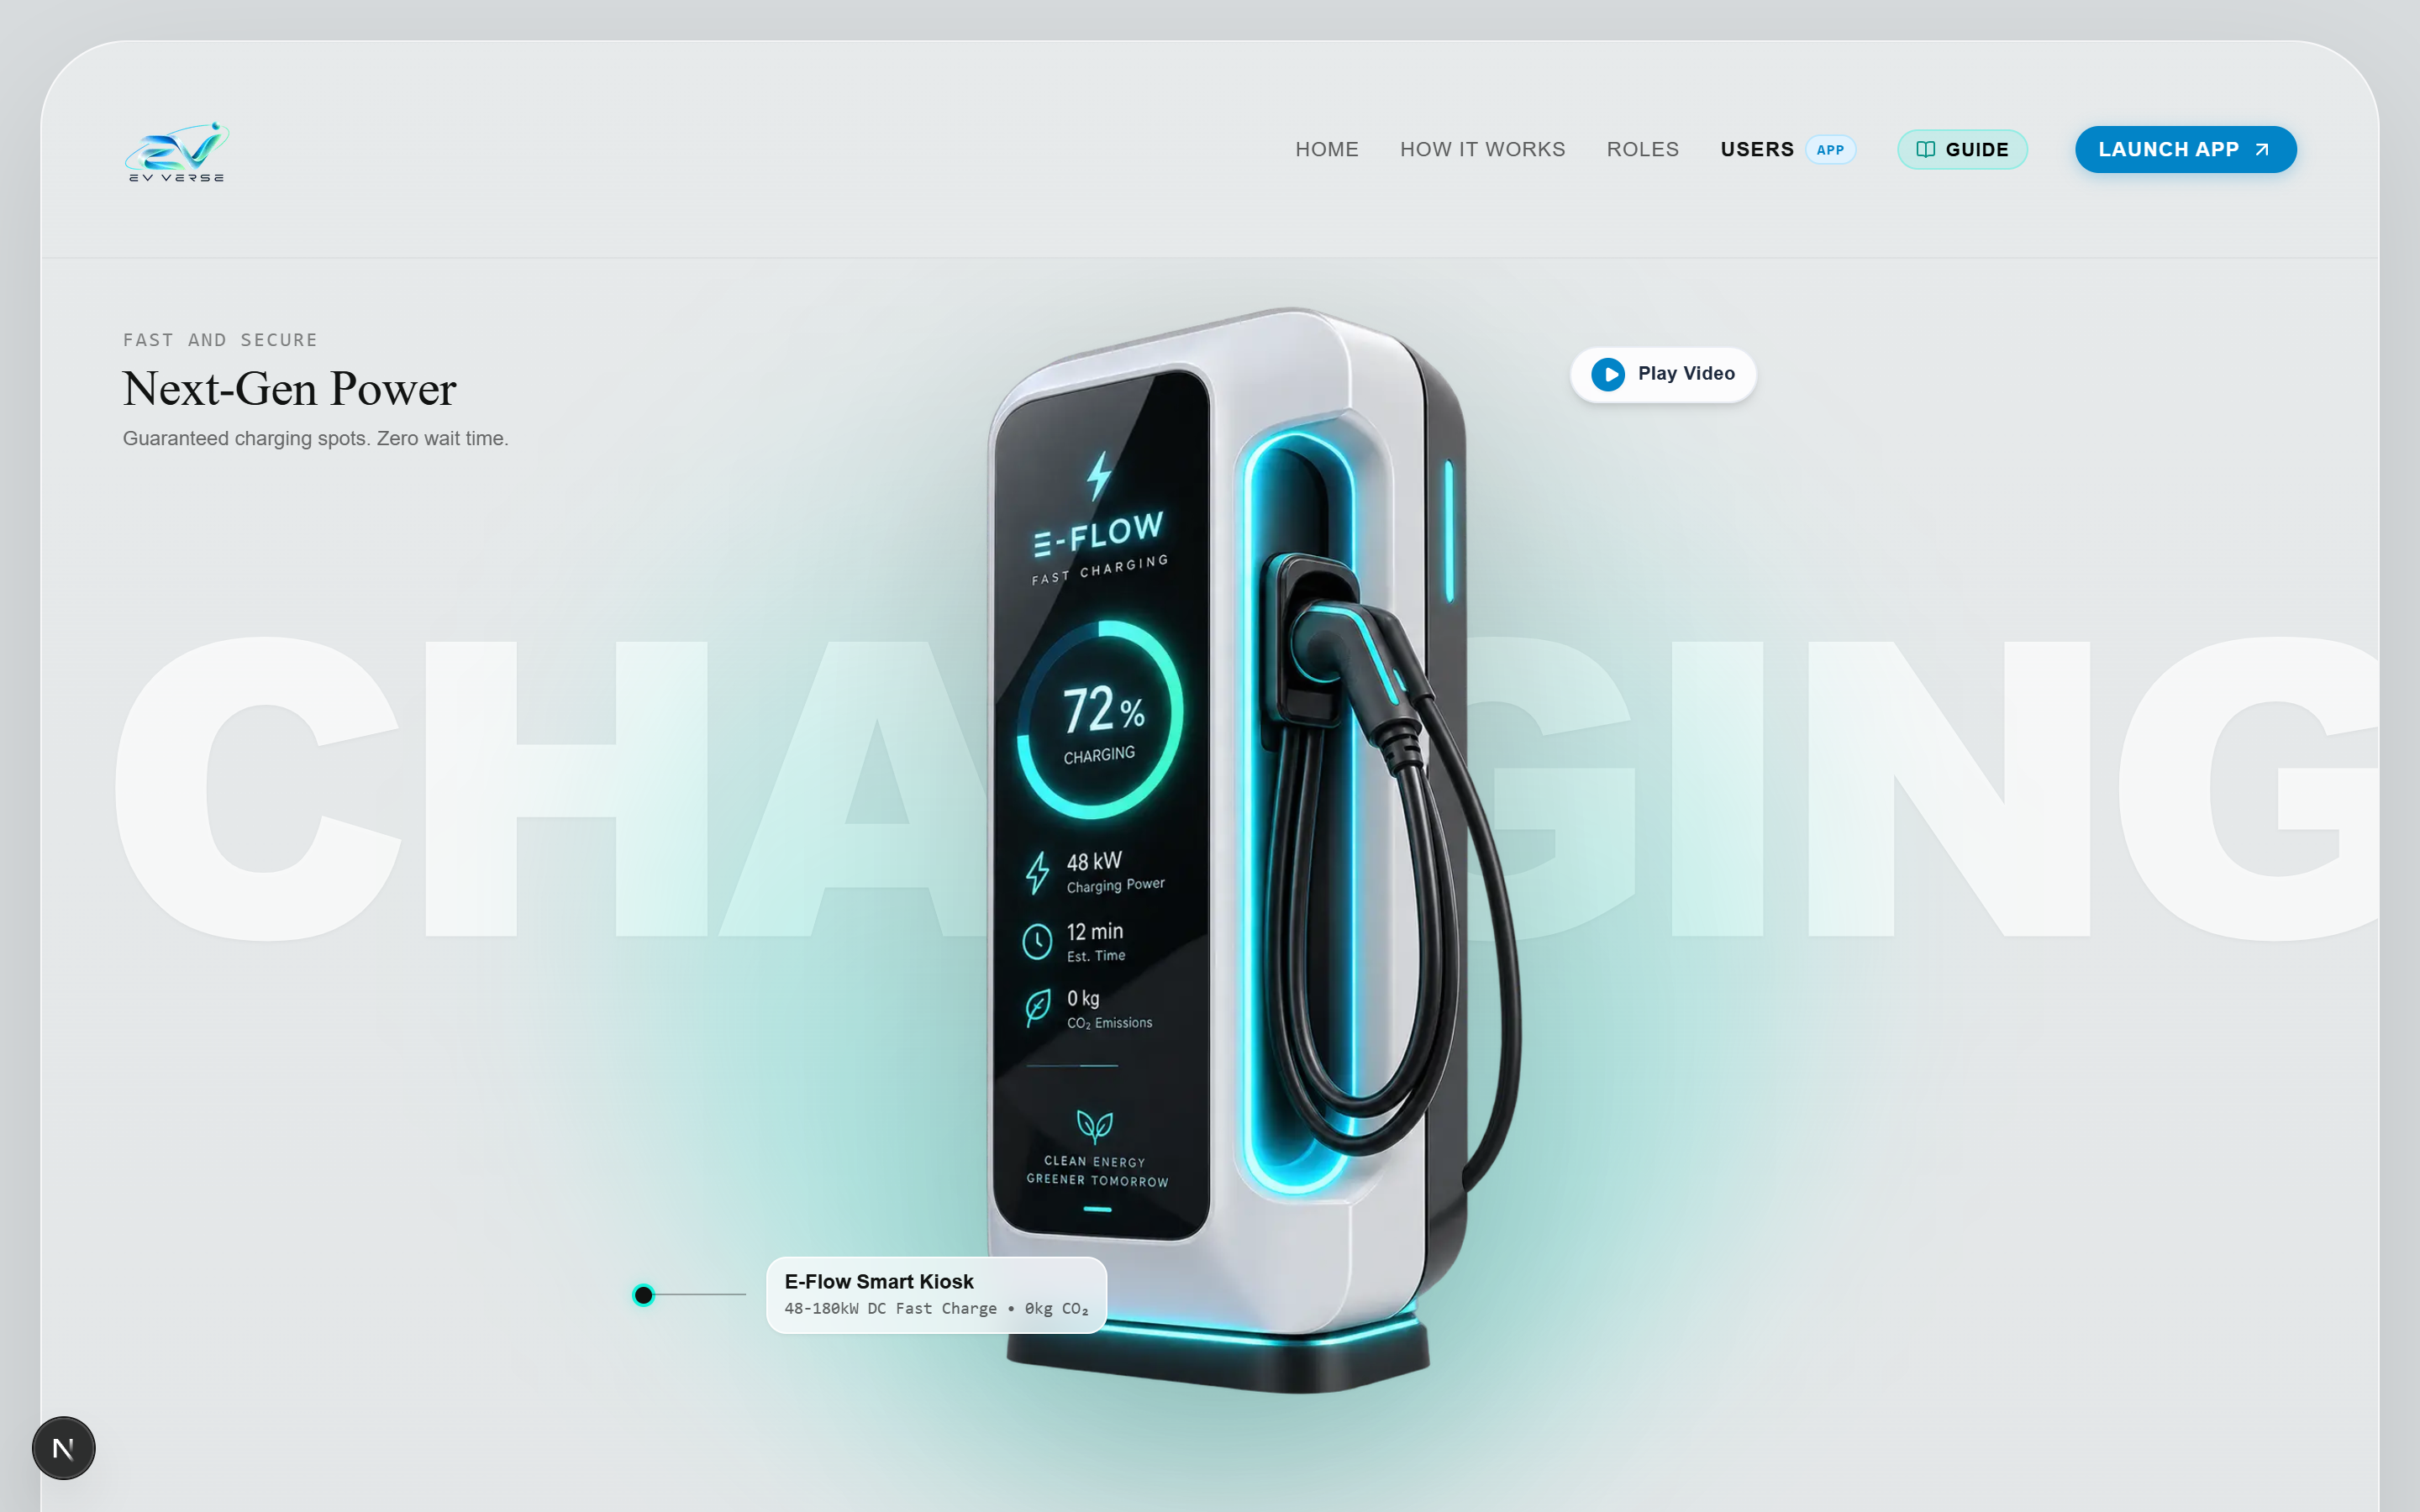 EV
EV VERSE
HOME
HOW IT WORKS
ROLES
USERS APP
GUIDE
LAUNCH APP
FAST AND SECURE
Next-Gen Power
Guaranteed charging spots. Zero wait time.
Play Video
CHA GING
E-FLOW
FAST CHARGING
72%
CHARGING
48 kW
Charging Power
12 min
Est. Time
0 kg
CO₂ Emissions
CLEAN ENERGY
GREENER TOMORROW
E-Flow Smart Kiosk
48-180kW DC Fast Charge • 0kg CO₂
N